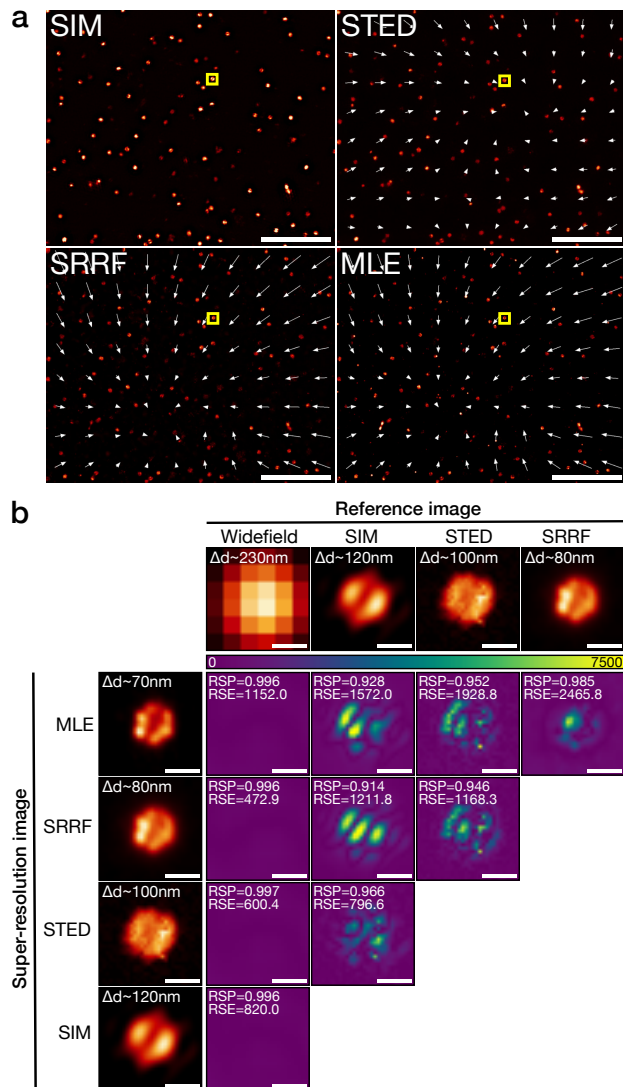 a
SIM
STED
SRRF
MLE
b
Reference image
Widefield SIM STED SRRF
Δd~230nm Δd~120nm Δd~100nm Δd~80nm
0 7500
Super-resolution image
MLE
Δd~70nm
RSP=0.996
RSE=1152.0
RSP=0.928
RSE=1572.0
RSP=0.952
RSE=1928.8
RSP=0.985
RSE=2465.8
SRRF
Δd~80nm
RSP=0.996
RSE=472.9
RSP=0.914
RSE=1211.8
RSP=0.946
RSE=1168.3
STED
Δd~100nm
RSP=0.997
RSE=600.4
RSP=0.966
RSE=796.6
SIM
Δd~120nm
RSP=0.996
RSE=820.0